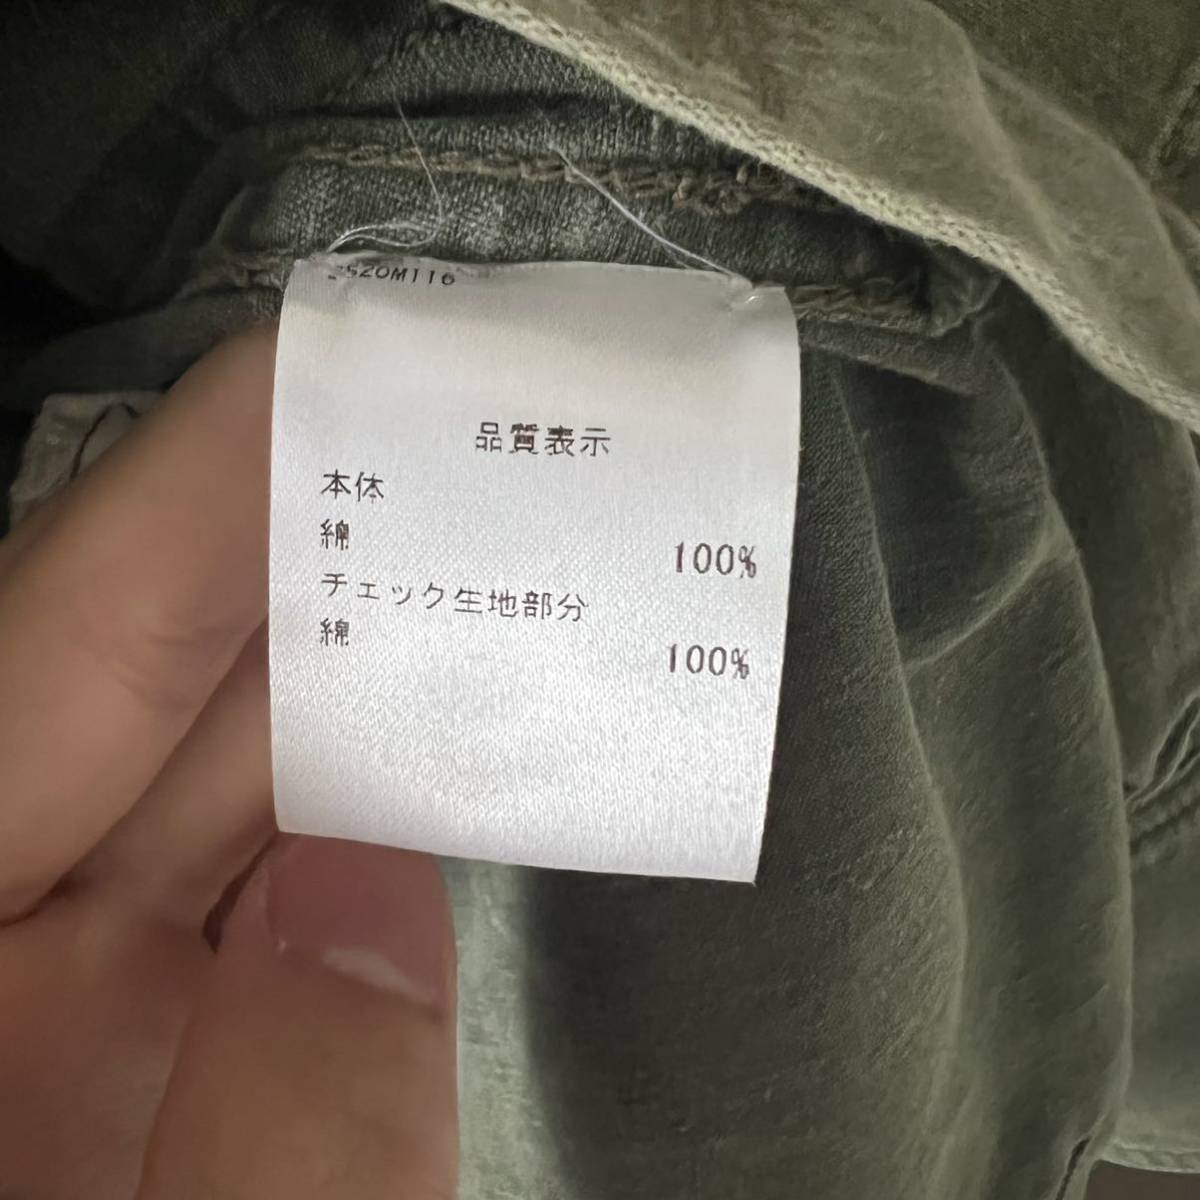 品質表示
本体
綿 100%
チェック生地部分
綿 100%